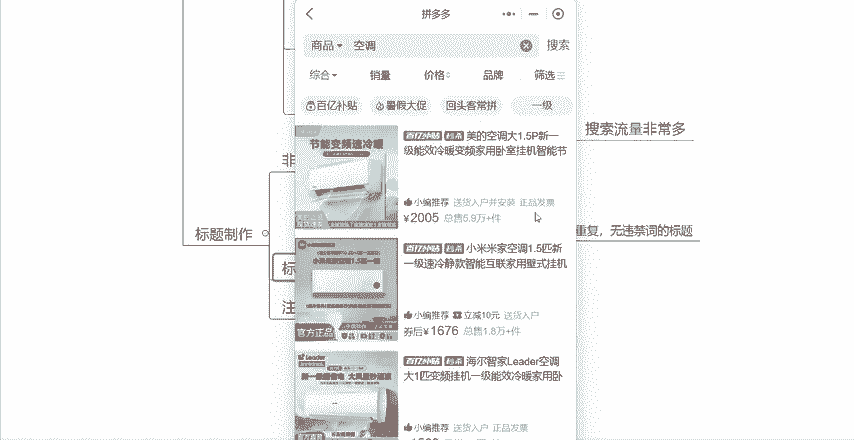 拼多多
商品 空调 搜索
综合 销量 价格 品牌 筛选
百亿补贴 暑假大促 回头客常拼 一级
搜索流量非常多
节能变频速冷暖
百亿补贴 美的空调大1.5P新一
级能效冷暖变频家用卧室挂机智能节
非
小编推荐 送货入户并安装 正品发票
¥2005 总售5.9万+件
标题制作
重复，无违禁词的标题
百亿补贴 小米米家空调1.5匹新
一级速冷静款智能互联家用壁式挂机
标
注
小编推荐 立减10元 送货入户
券后¥1676 总售1.8万+件
官方正品
百亿补贴 海尔智家Leader空调
大1匹变频挂机一级能效冷暖家用卧
Leader
小编推荐 送货入户 正品发票